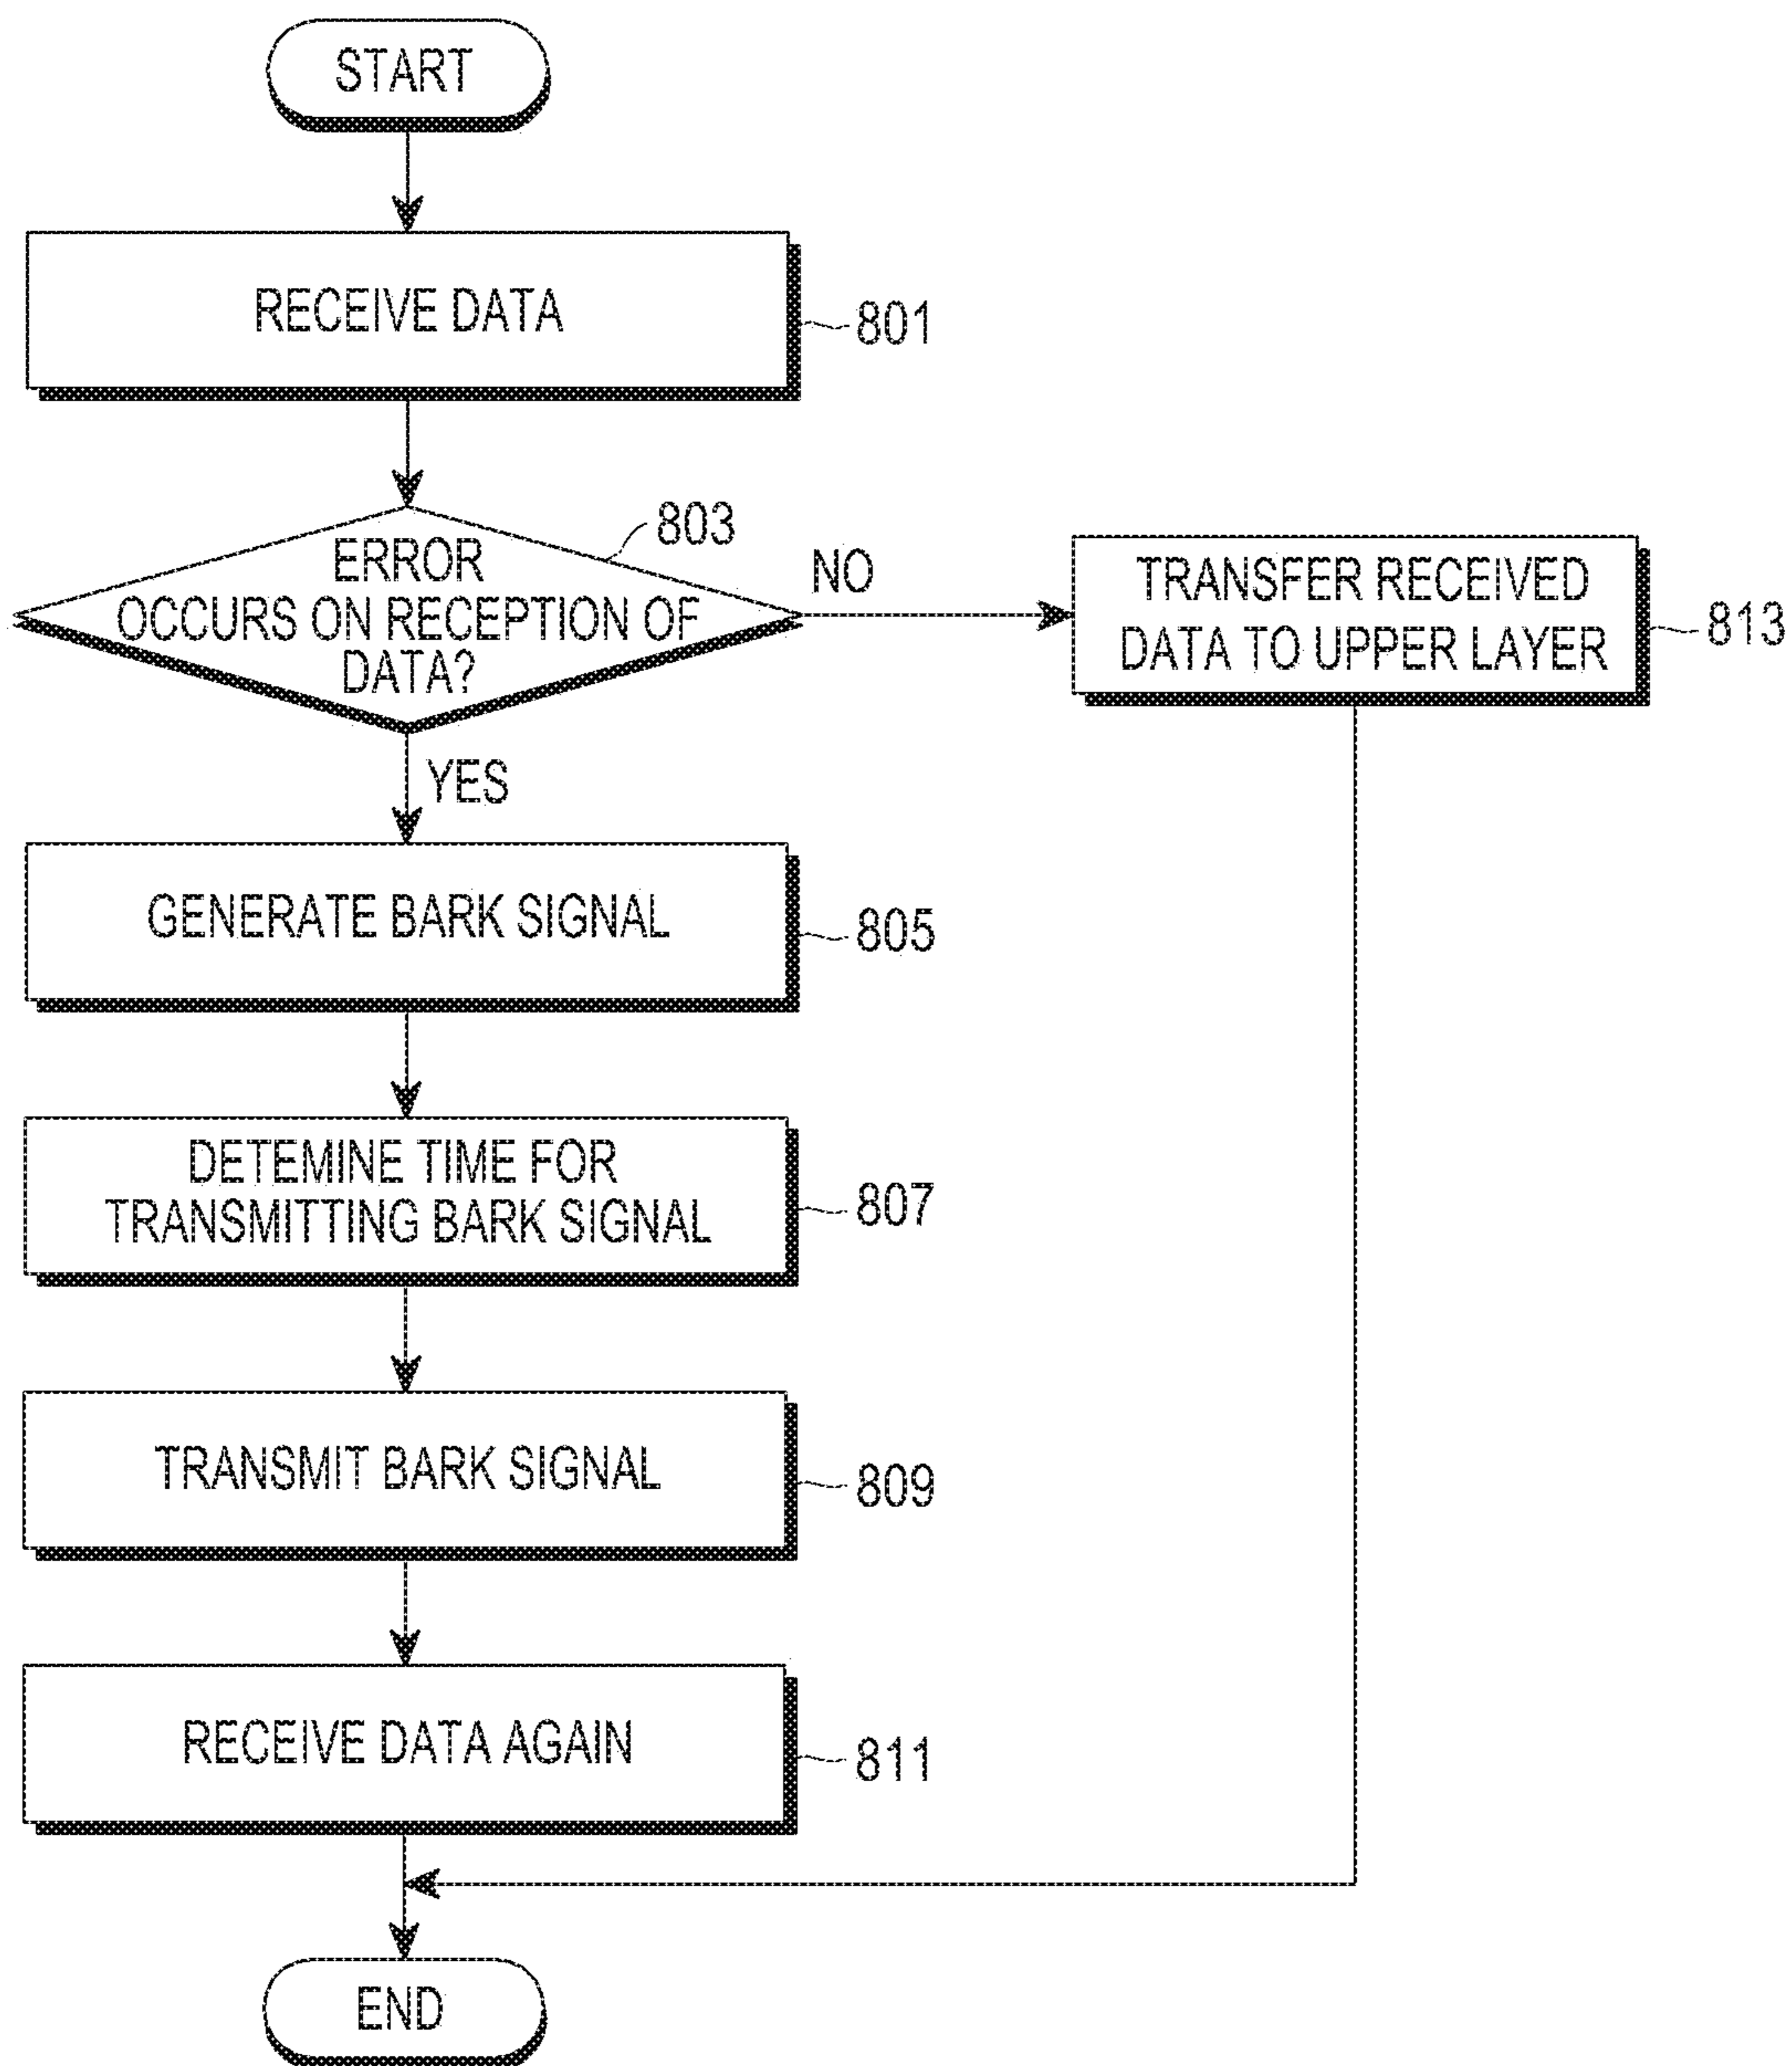 START
RECEIVE DATA
801
803
ERROR
OCCURS ON RECEPTION OF
DATA?
NO
TRANSFER RECEIVED
DATA TO UPPER LAYER
813
YES
GENERATE BARK SIGNAL
805
DETEMINE TIME FOR
TRANSMITTING BARK SIGNAL
807
TRANSMIT BARK SIGNAL
809
RECEIVE DATA AGAIN
811
END